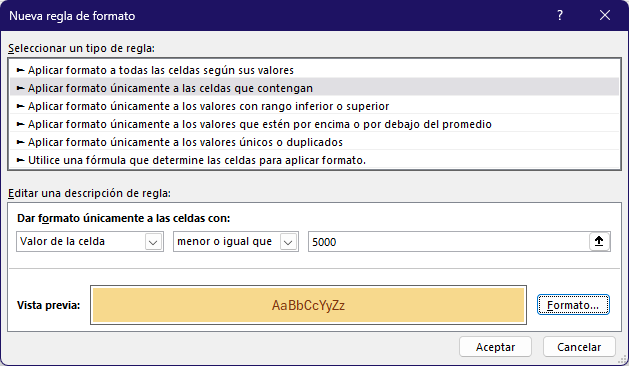 Nueva regla de formato
Seleccionar un tipo de regla:
► Aplicar formato a todas las celdas según sus valores
► Aplicar formato únicamente a las celdas que contengan
► Aplicar formato únicamente a los valores con rango inferior o superior
► Aplicar formato únicamente a los valores que estén por encima o por debajo del promedio
► Aplicar formato únicamente a los valores únicos o duplicados
► Utilice una fórmula que determine las celdas para aplicar formato.
Editar una descripción de regla:
Dar formato únicamente a las celdas con:
Valor de la celda menor o igual que 5000
Vista previa: AaBbCcYyZz Formato...
Aceptar Cancelar